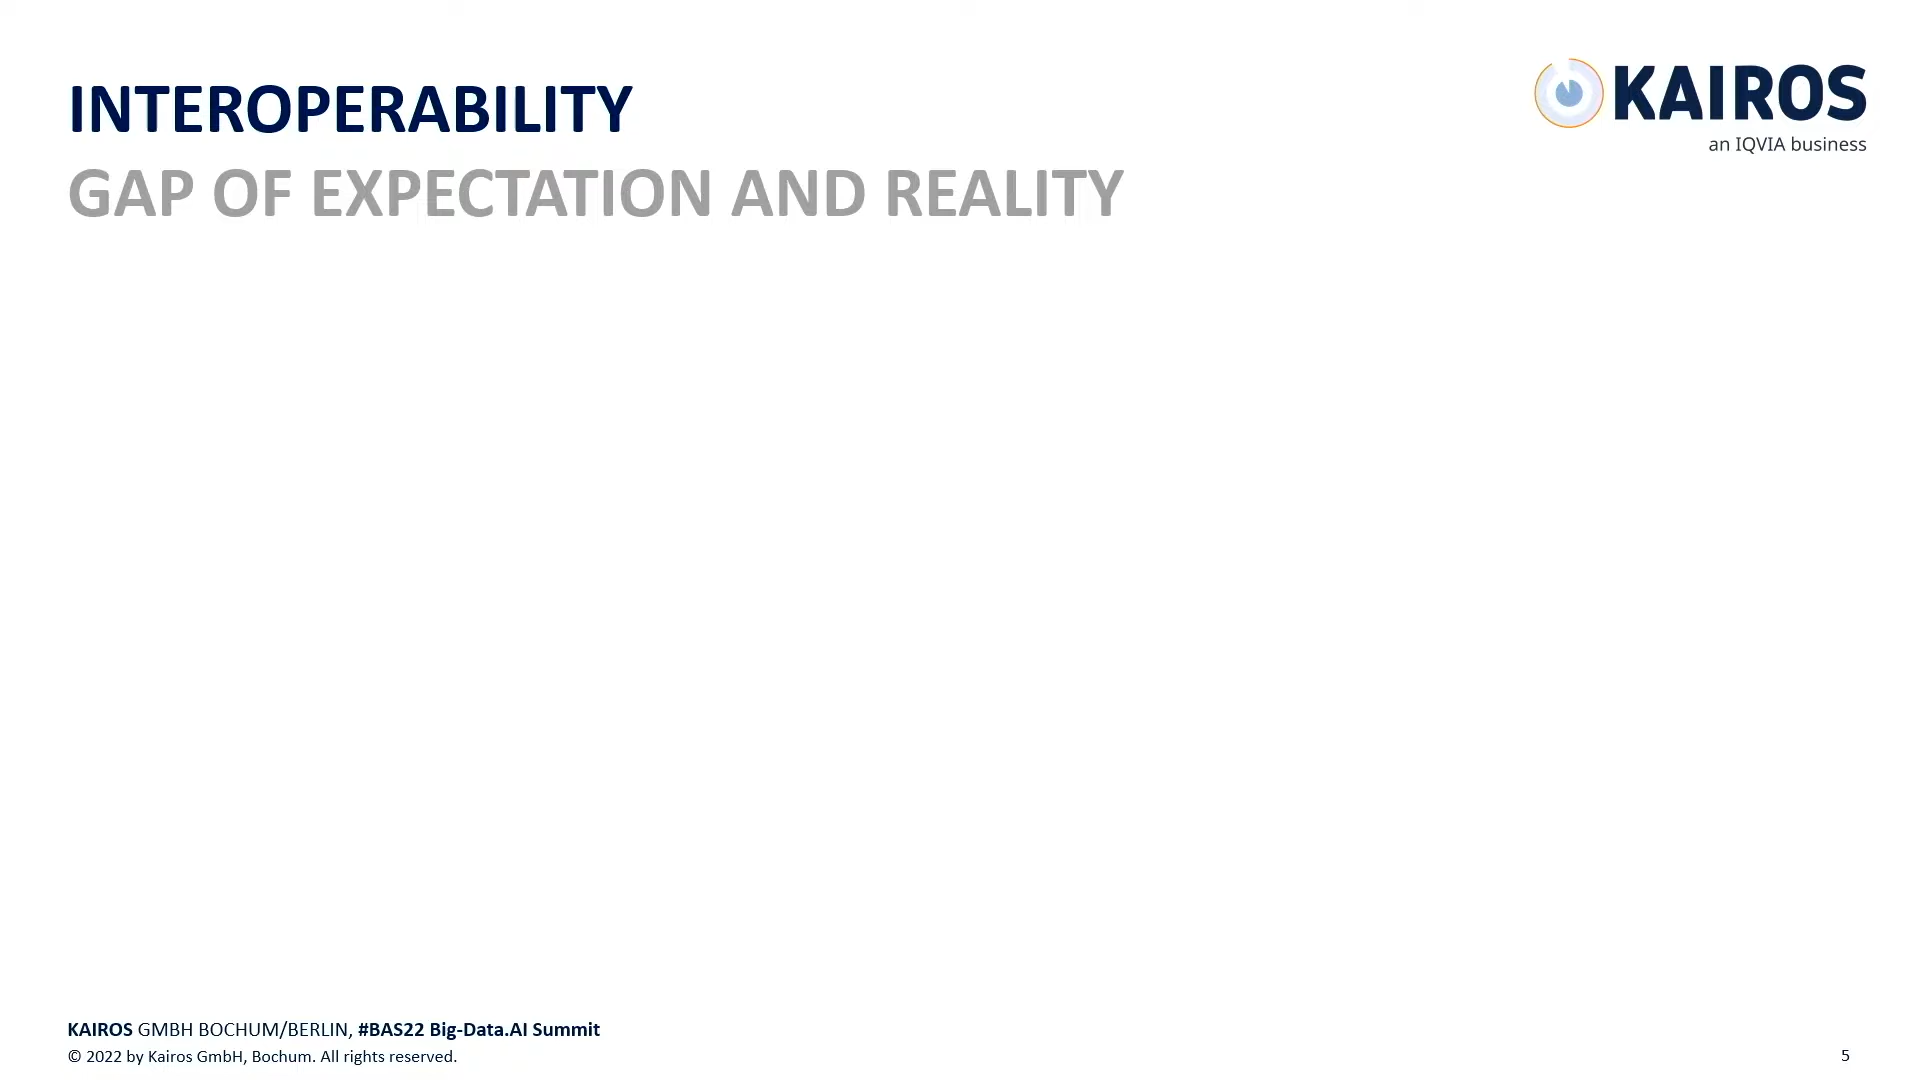 INTEROPERABILITY
GAP OF EXPECTATION AND REALITY
KAIROS
an IQVIA business
KAIROS GMBH BOCHUM/BERLIN, #BAS22 Big-Data.AI Summit
© 2022 by Kairos GmbH, Bochum. All rights reserved.
5